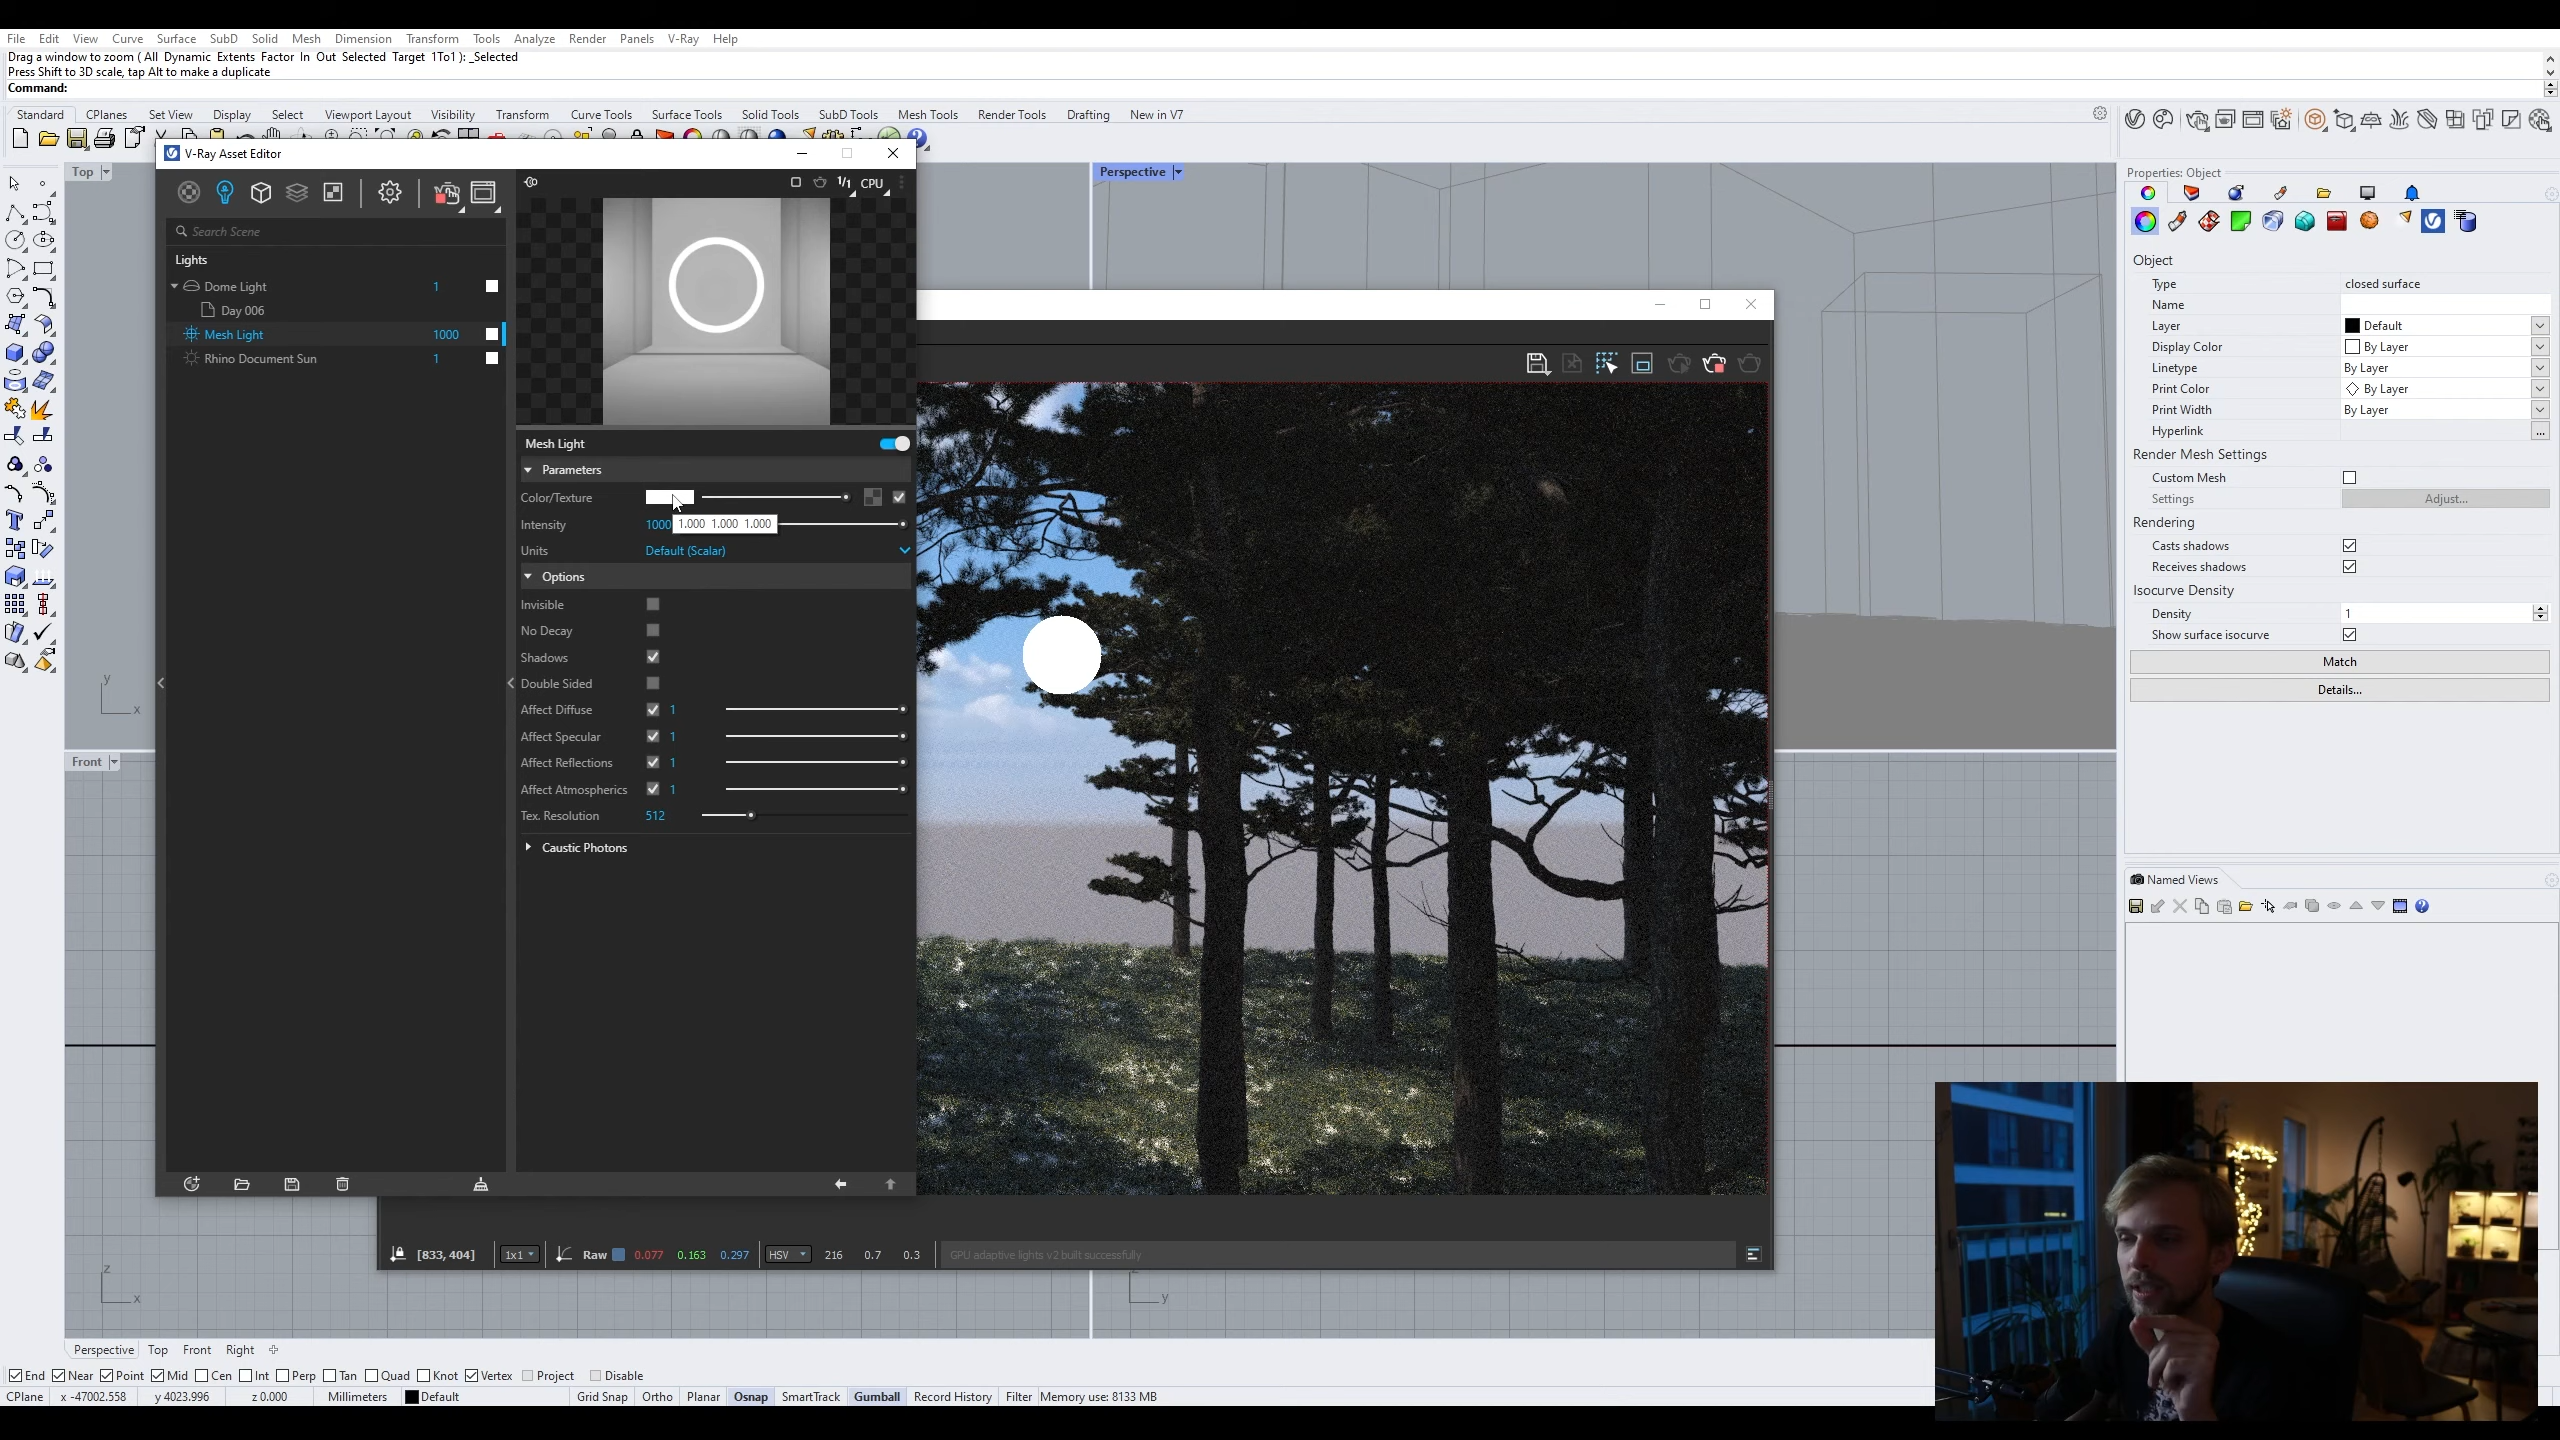 File Edit View Curve Surface SubD Solid Mesh Dimension Transform Tools Analyze Render Panels V-Ray Help
Drag a window to zoom ( All Dynamic Extents Factor In Out Selected Target 1To1 ): _Selected
Press Shift to 3D scale, tap Alt to make a duplicate
Command:
Standard CPlanes Set View Display Select Viewport Layout Visibility Transform Curve Tools Surface Tools Solid Tools SubD Tools Mesh Tools Render Tools Drafting New in V7
V-Ray Asset Editor
Top
Perspective
1/1 CPU
Search Scene
Lights
Dome Light 1
Day 006
Mesh Light 1000
Rhino Document Sun 1
Mesh Light
Parameters
Color/Texture
Intensity 1000
1.000 1.000 1.000
Units Default (Scalar)
Options
Invisible
No Decay
Shadows
Double Sided
Affect Diffuse 1
Affect Specular 1
Affect Reflections 1
Affect Atmospherics 1
Tex. Resolution 512
Caustic Photons
y
x
Front
z
x
z
y
[833, 404] 1x1 Raw 0.077 0.163 0.297 HSV 216 0.7 0.3 GPU adaptive lights v2 built successfully
Properties: Object
Object
Type closed surface
Name
Layer Default
Display Color By Layer
Linetype By Layer
Print Color By Layer
Print Width By Layer
Hyperlink ...
Render Mesh Settings
Custom Mesh
Settings Adjust...
Rendering
Casts shadows
Receives shadows
Isocurve Density
Density 1
Show surface isocurve
Match
Details...
Named Views
Perspective Top Front Right
End Near Point Mid Cen Int Perp Tan Quad Knot Vertex Project Disable
CPlane x -47002.558 y 4023.996 z 0.000 Millimeters Default Grid Snap Ortho Planar Osnap SmartTrack Gumball Record History Filter Memory use: 8133 MB